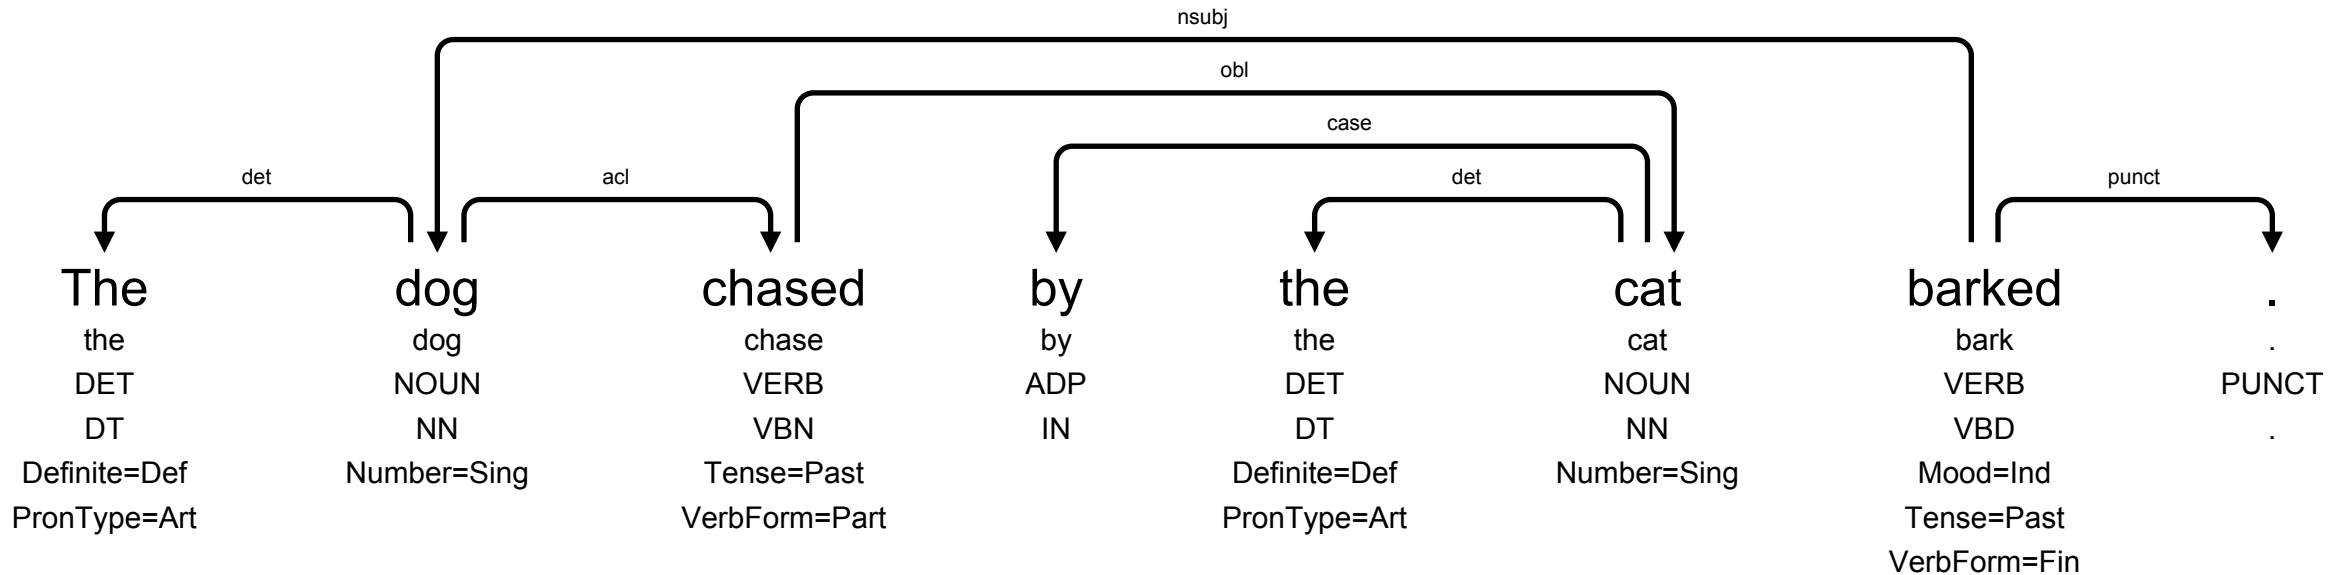 nsubj
obl
case
det acl det punct
The dog chased by the cat barked .
the dog chase by the cat bark .
DET NOUN VERB ADP DET NOUN VERB PUNCT
DT NN VBN IN DT NN VBD .
Definite=Def Number=Sing Tense=Past Definite=Def Number=Sing Mood=Ind
PronType=Art VerbForm=Part PronType=Art Tense=Past
VerbForm=Fin